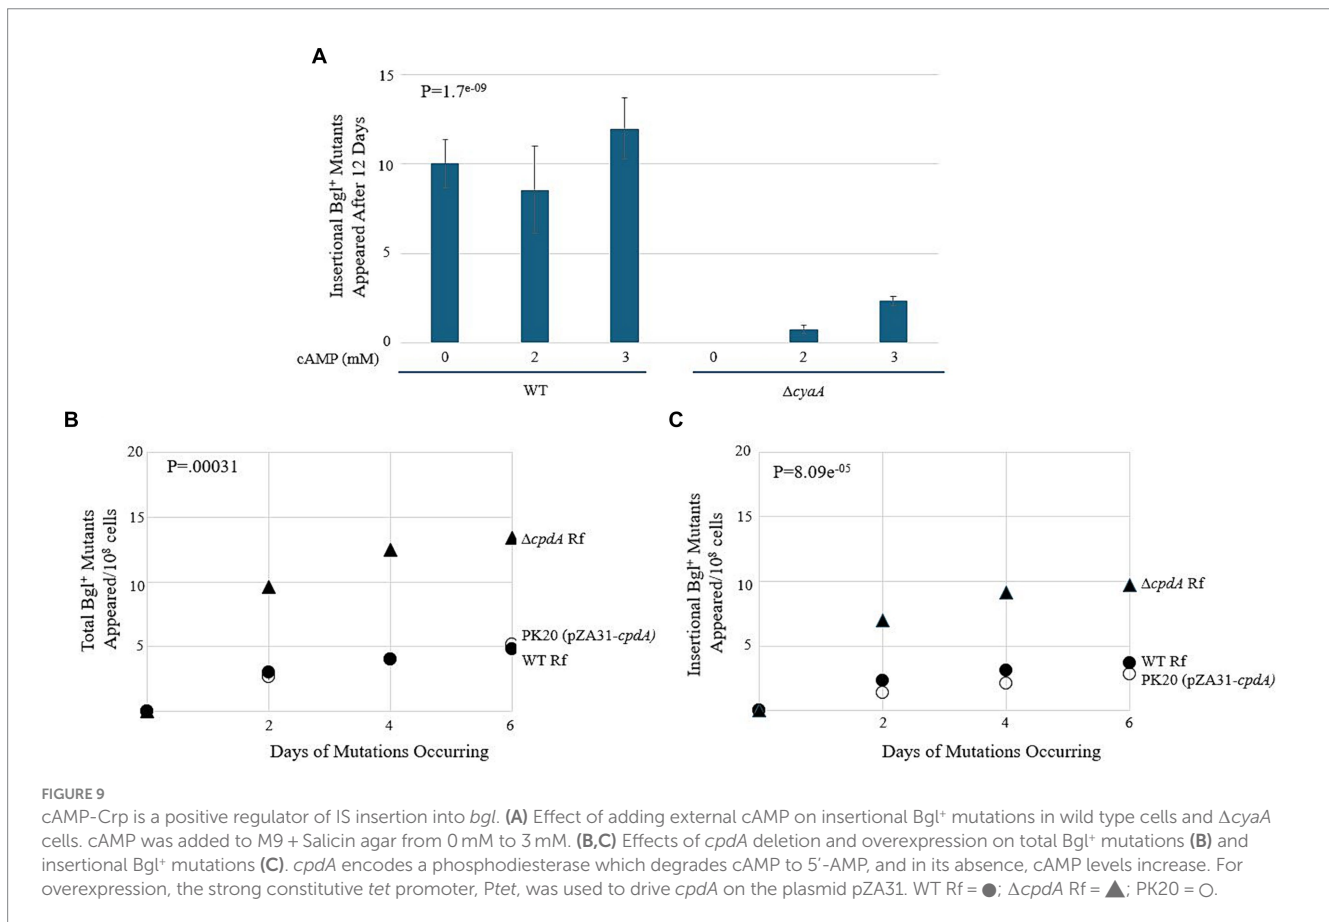 A
Insertional Bgl⁺ Mutants
Appeared After 12 Days
15
10
5
0
P=1.7ᵉ⁻⁰⁹
cAMP (mM)
0 2 3 0 2 3
WT ΔcyaA
B
Total Bgl⁺ Mutants
Appeared/10⁸ cells
20
15
10
5
P=.00031
ΔcpdA Rf
PK20 (pZA31-cpdA)
WT Rf
2 4 6
Days of Mutations Occurring
C
Insertional Bgl⁺ Mutants
Appeared/10⁸ cells
20
15
10
5
P=8.09e⁻⁰⁵
ΔcpdA Rf
WT Rf
PK20 (pZA31-cpdA)
2 4 6
Days of Mutations Occurring
FIGURE 9
cAMP-Crp is a positive regulator of IS insertion into bgl. (A) Effect of adding external cAMP on insertional Bgl⁺ mutations in wild type cells and ΔcyaA
cells. cAMP was added to M9 + Salicin agar from 0 mM to 3 mM. (B,C) Effects of cpdA deletion and overexpression on total Bgl⁺ mutations (B) and
insertional Bgl⁺ mutations (C). cpdA encodes a phosphodiesterase which degrades cAMP to 5′-AMP, and in its absence, cAMP levels increase. For
overexpression, the strong constitutive tet promoter, Ptet, was used to drive cpdA on the plasmid pZA31. WT Rf = ●; ΔcpdA Rf = ▲; PK20 = ○.